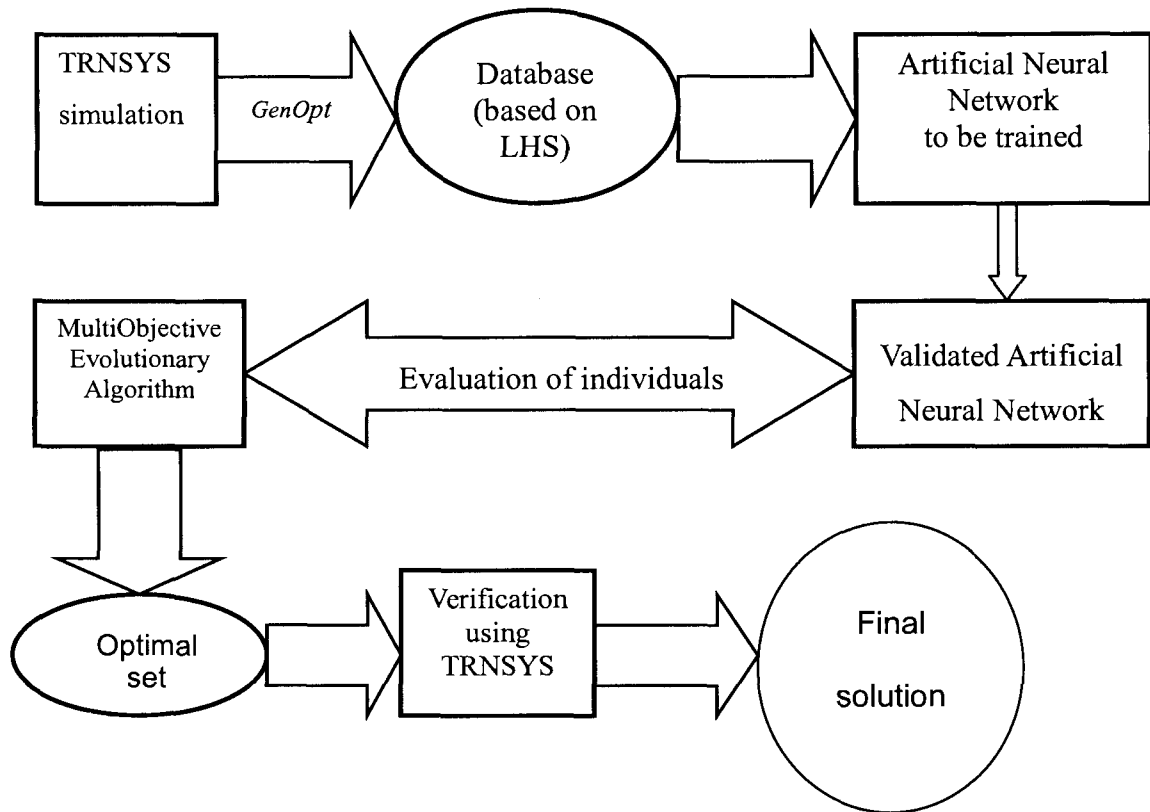 TRNSYS
simulation
GenOpt
Database
(based on
LHS)
Artificial Neural
Network
to be trained
MultiObjective
Evolutionary
Algorithm
Evaluation of individuals
Validated Artificial
Neural Network
Optimal
set
Verification
using
TRNSYS
Final
solution